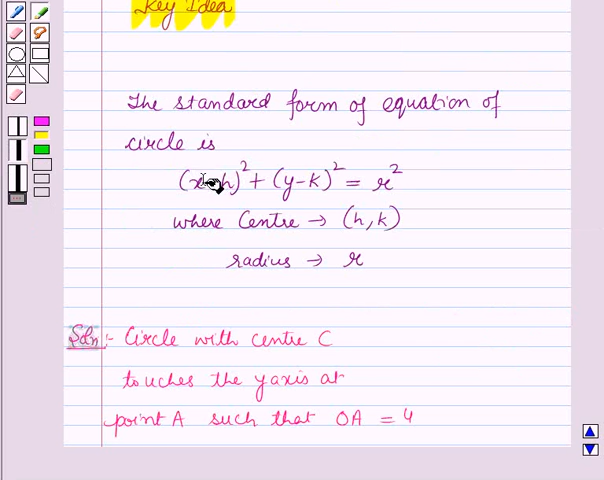 Key Idea
The standard form of equation of
circle is
(x-h)² + (y-k)² = r²
where Centre → (h, k)
radius → r
Soln:- Circle with centre C
touches the y axis at
point A such that OA = 4